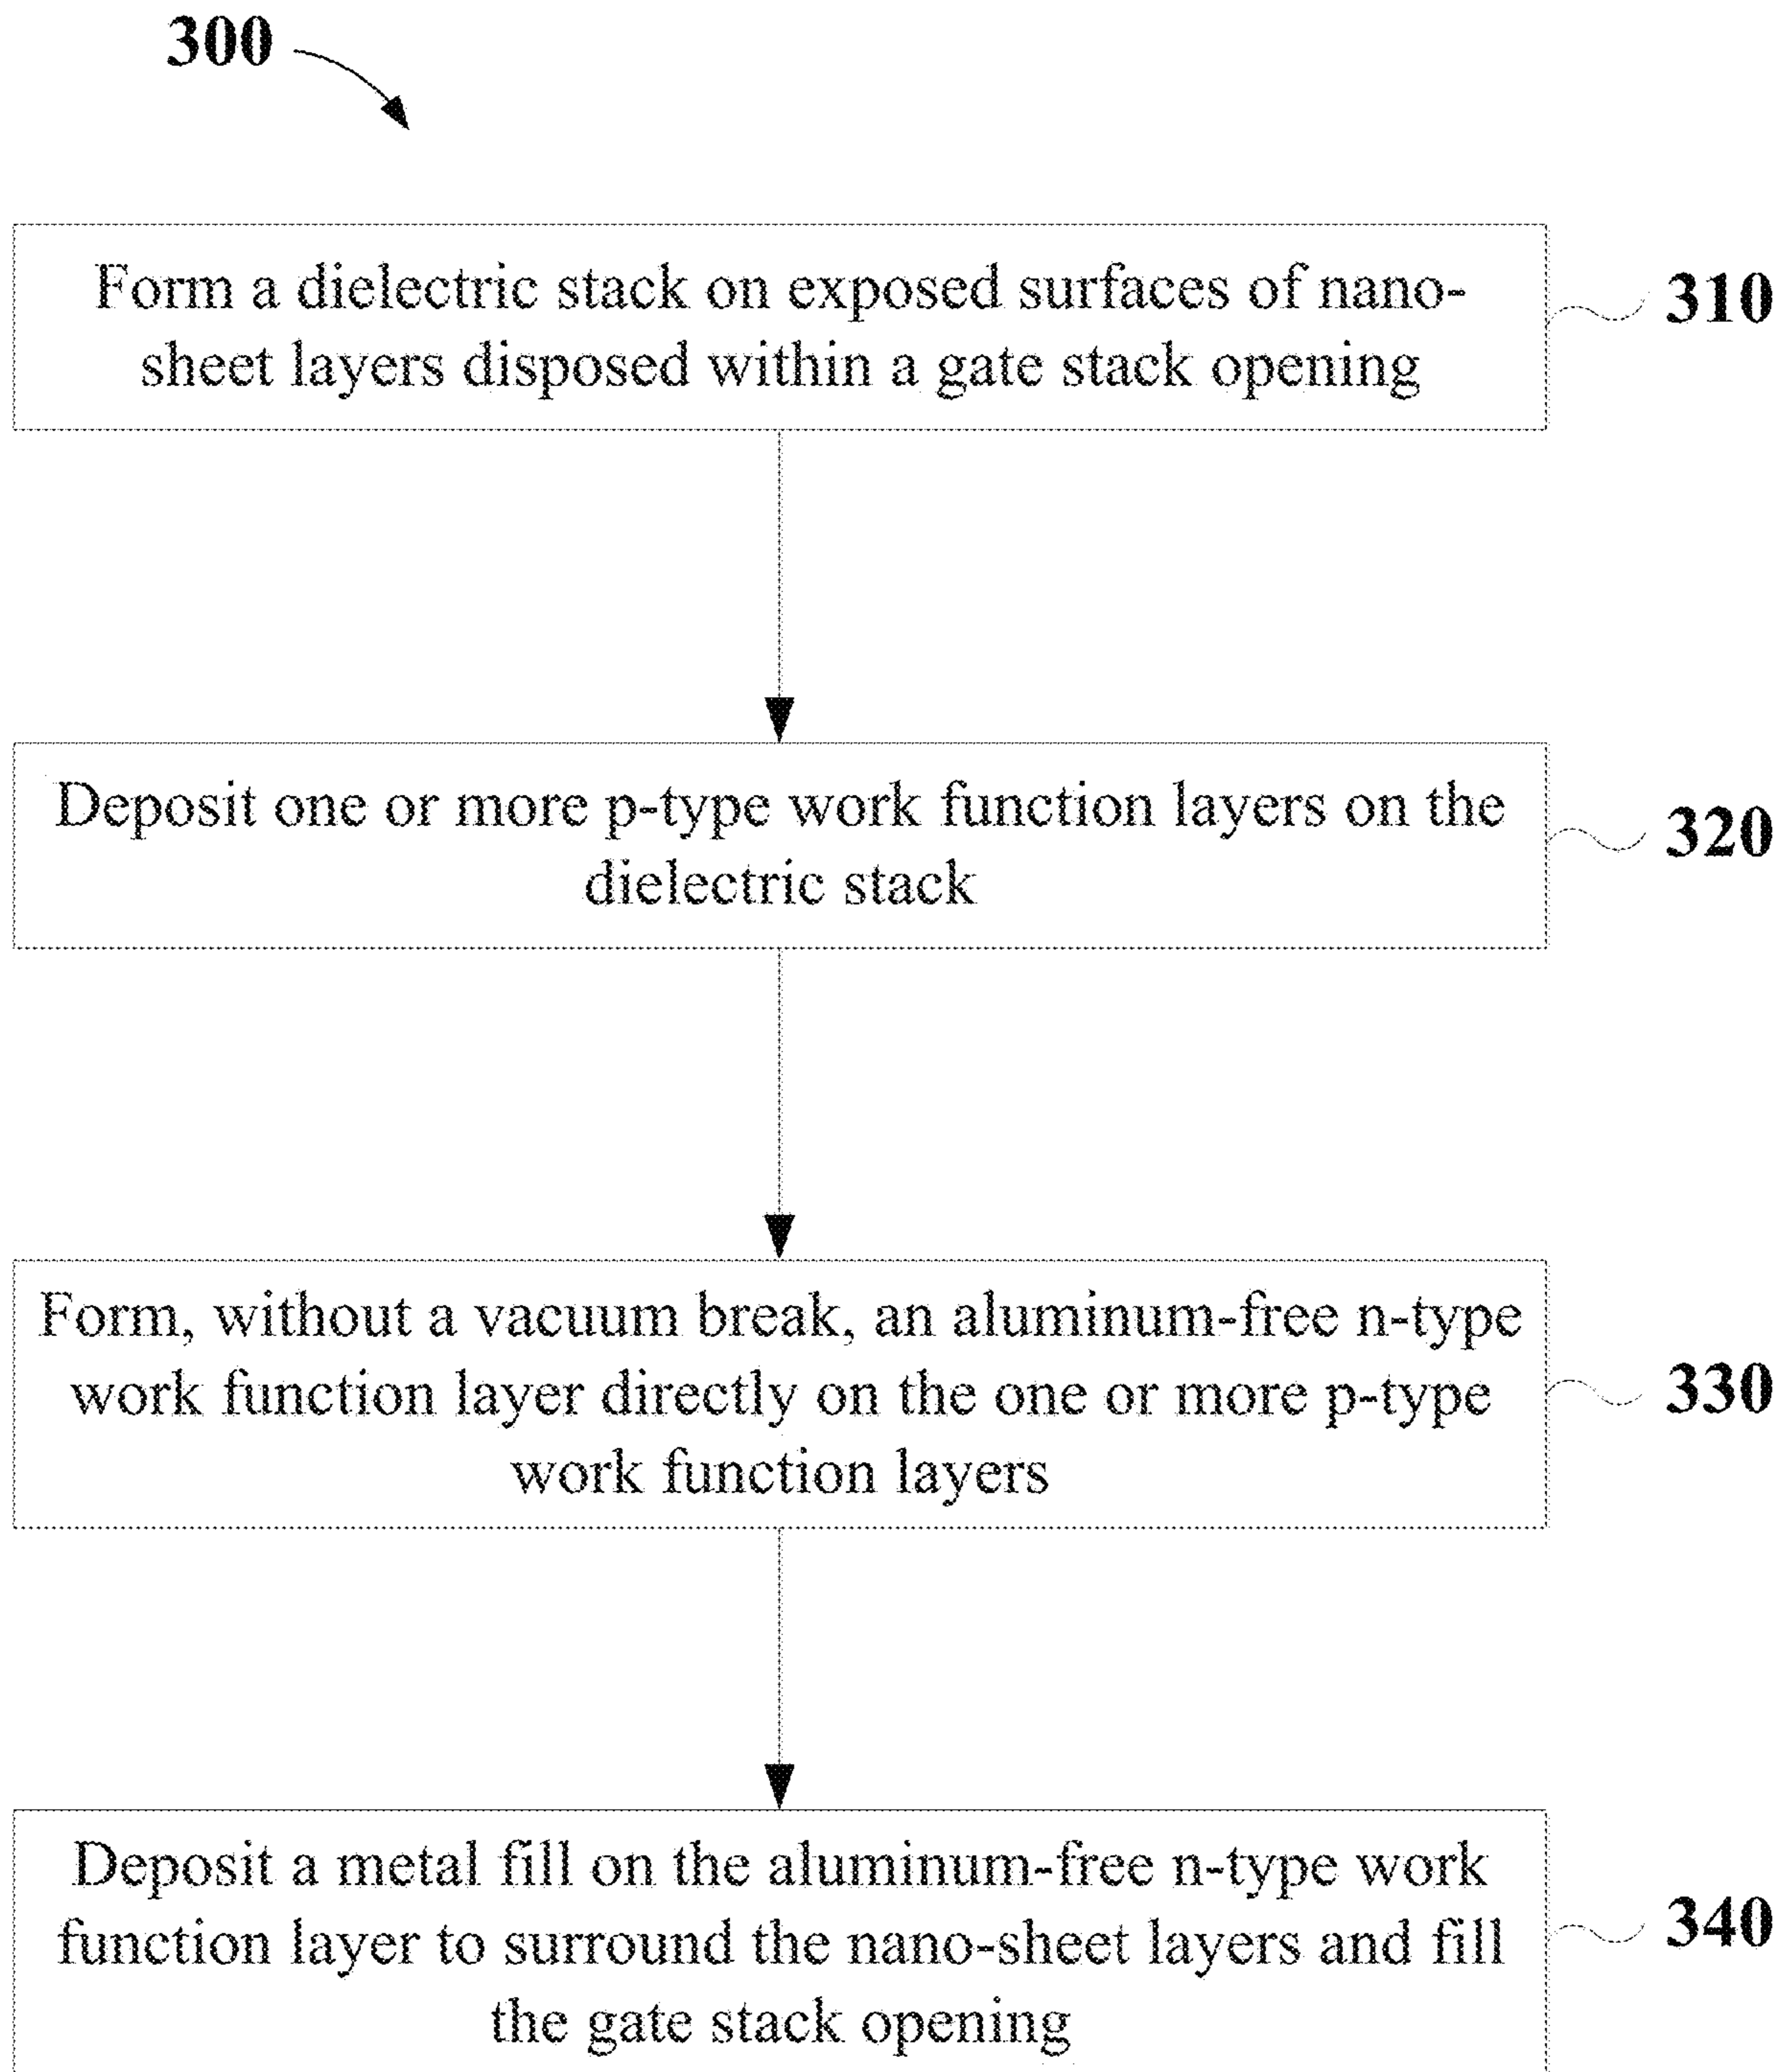 300
Form a dielectric stack on exposed surfaces of nano-
sheet layers disposed within a gate stack opening
310
Deposit one or more p-type work function layers on the
dielectric stack
320
Form, without a vacuum break, an aluminum-free n-type
work function layer directly on the one or more p-type
work function layers
330
Deposit a metal fill on the aluminum-free n-type work
function layer to surround the nano-sheet layers and fill
the gate stack opening
340